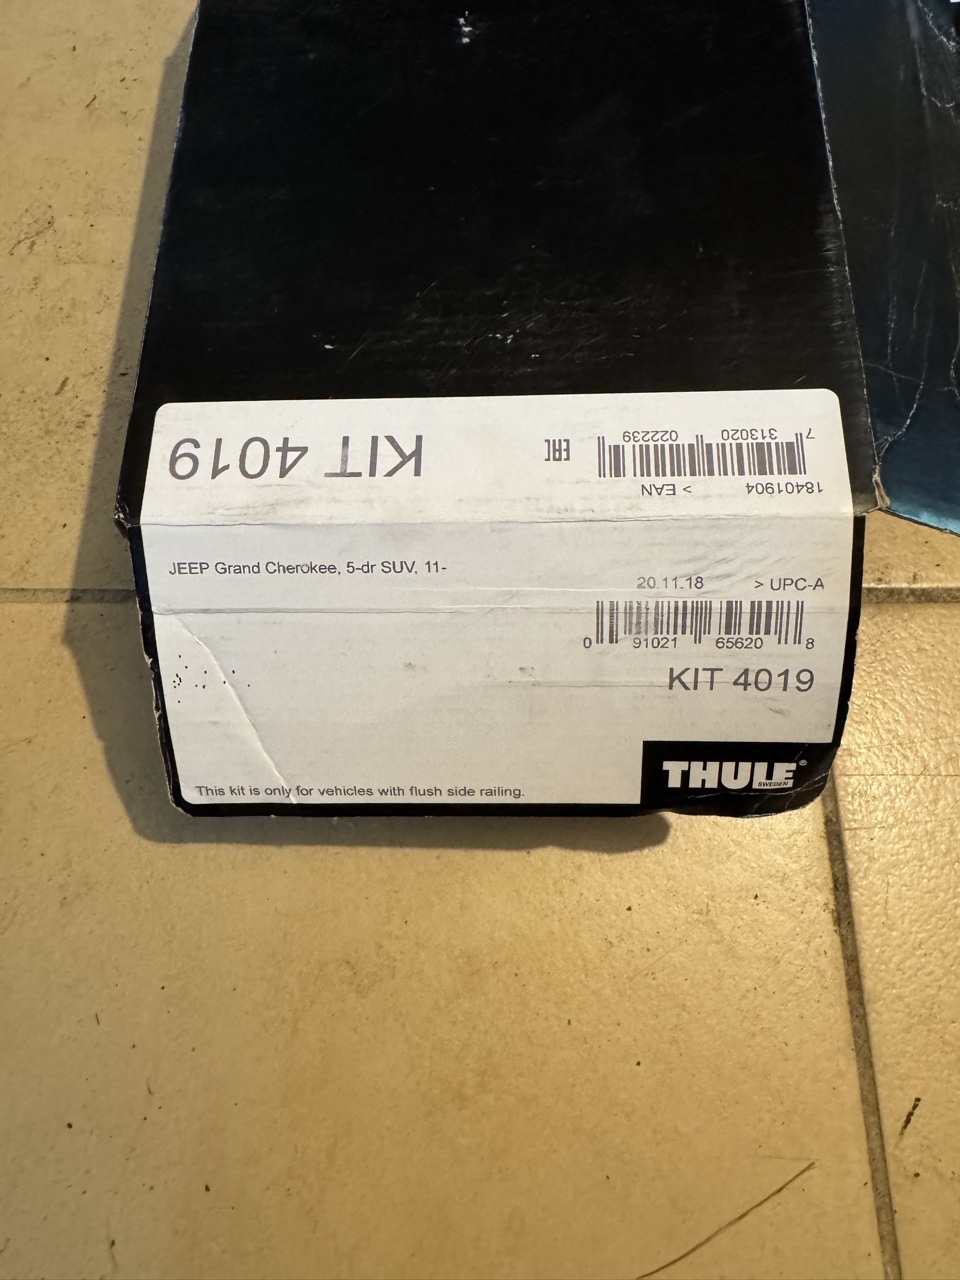 KIT 4019
EAC
7 313020 022239
18401904 > EAN
JEEP Grand Cherokee, 5-dr SUV, 11-
20.11.18 > UPC-A
0 91021 65620 8
KIT 4019
THULE®
SWEDEN
This kit is only for vehicles with flush side railing.